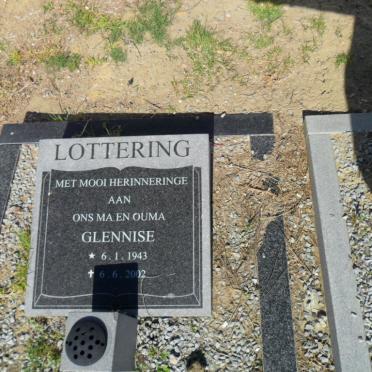 LOTTERING
MET MOOI HERINNERINGE
AAN
ONS MA EN OUMA
GLENNISE
★ 6.1.1943
✝ 6.6.2002